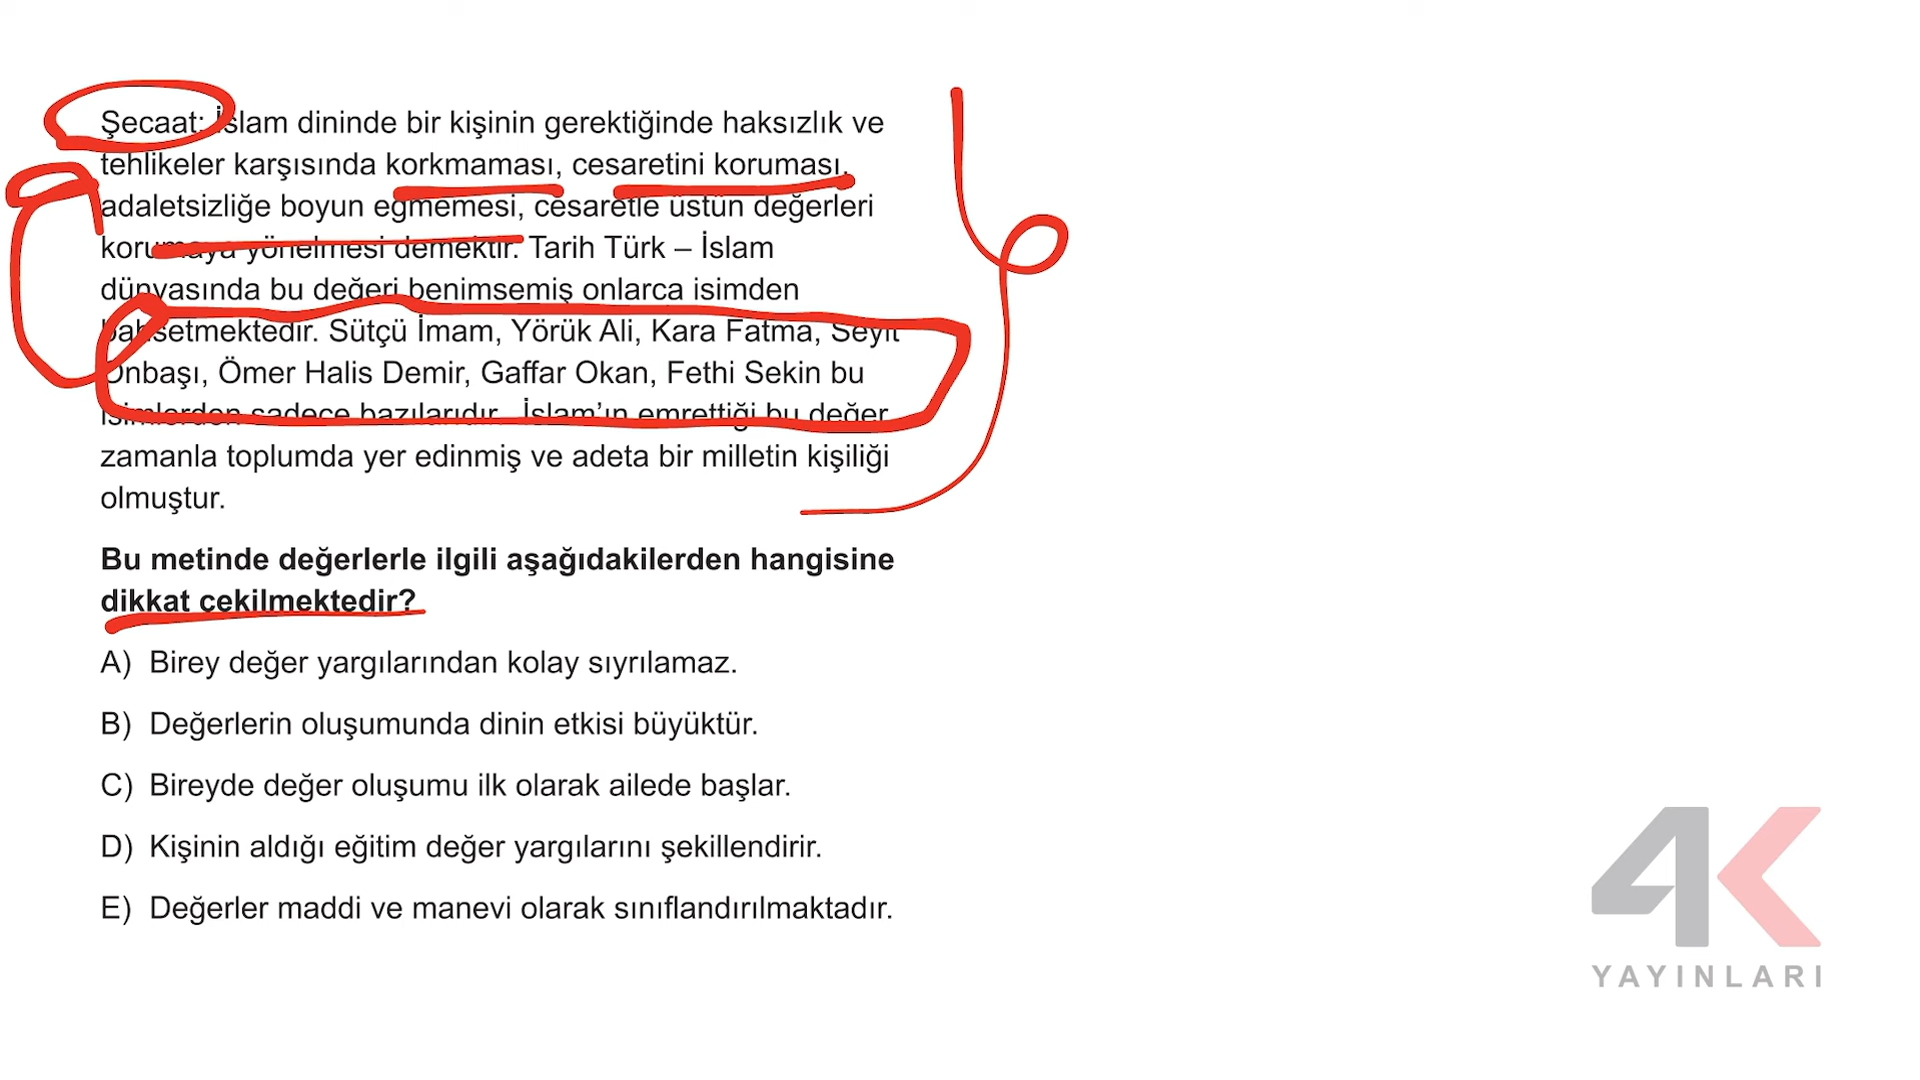 Şecaat: İslam dininde bir kişinin gerektiğinde haksızlık ve
tehlikeler karşısında korkmaması, cesaretini koruması,
adaletsizliğe boyun eğmemesi, cesaretle üstün değerleri
korumaya yönelmesi demektir. Tarih Türk – İslam
dünyasında bu değeri benimsemiş onlarca isimden
bahsetmektedir. Sütçü İmam, Yörük Ali, Kara Fatma, Seyit
Onbaşı, Ömer Halis Demir, Gaffar Okan, Fethi Sekin bu
isimlerden sadece bazılarıdır. İslam’ın emrettiği bu değer
zamanla toplumda yer edinmiş ve adeta bir milletin kişiliği
olmuştur.
Bu metinde değerlerle ilgili aşağıdakilerden hangisine
dikkat çekilmektedir?
A) Birey değer yargılarından kolay sıyrılamaz.
B) Değerlerin oluşumunda dinin etkisi büyüktür.
C) Bireyde değer oluşumu ilk olarak ailede başlar.
D) Kişinin aldığı eğitim değer yargılarını şekillendirir.
E) Değerler maddi ve manevi olarak sınıflandırılmaktadır.
4K
YAYINLARI